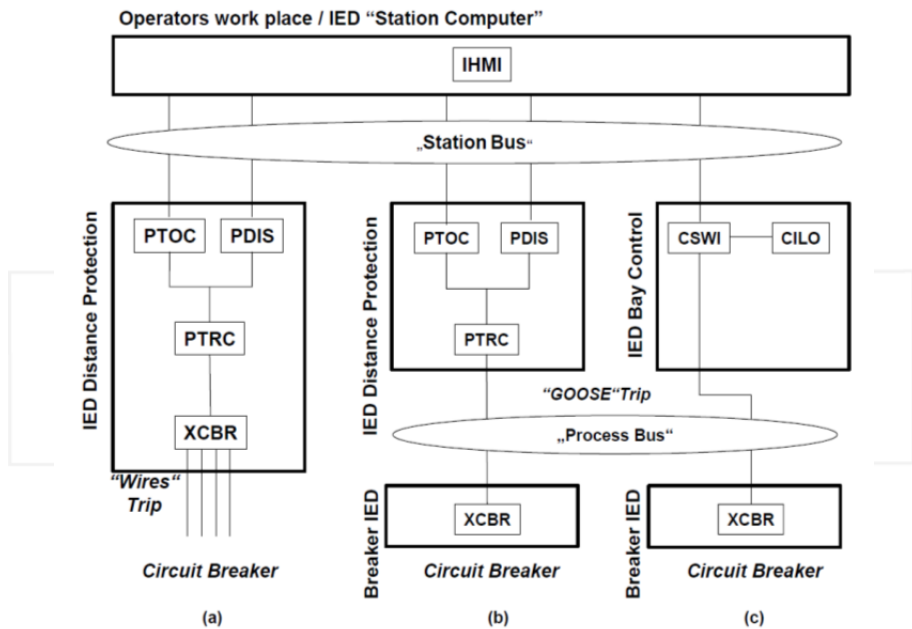 Operators work place / IED “Station Computer”
IHMI
„Station Bus“
IED Distance Protection
PTOC
PDIS
PTRC
XCBR
“Wires“
Trip
Circuit Breaker
(a)
IED Distance Protection
PTOC
PDIS
PTRC
“GOOSE“Trip
„Process Bus“
Breaker IED
XCBR
Circuit Breaker
(b)
IED Bay Control
CSWI
CILO
Breaker IED
XCBR
Circuit Breaker
(c)